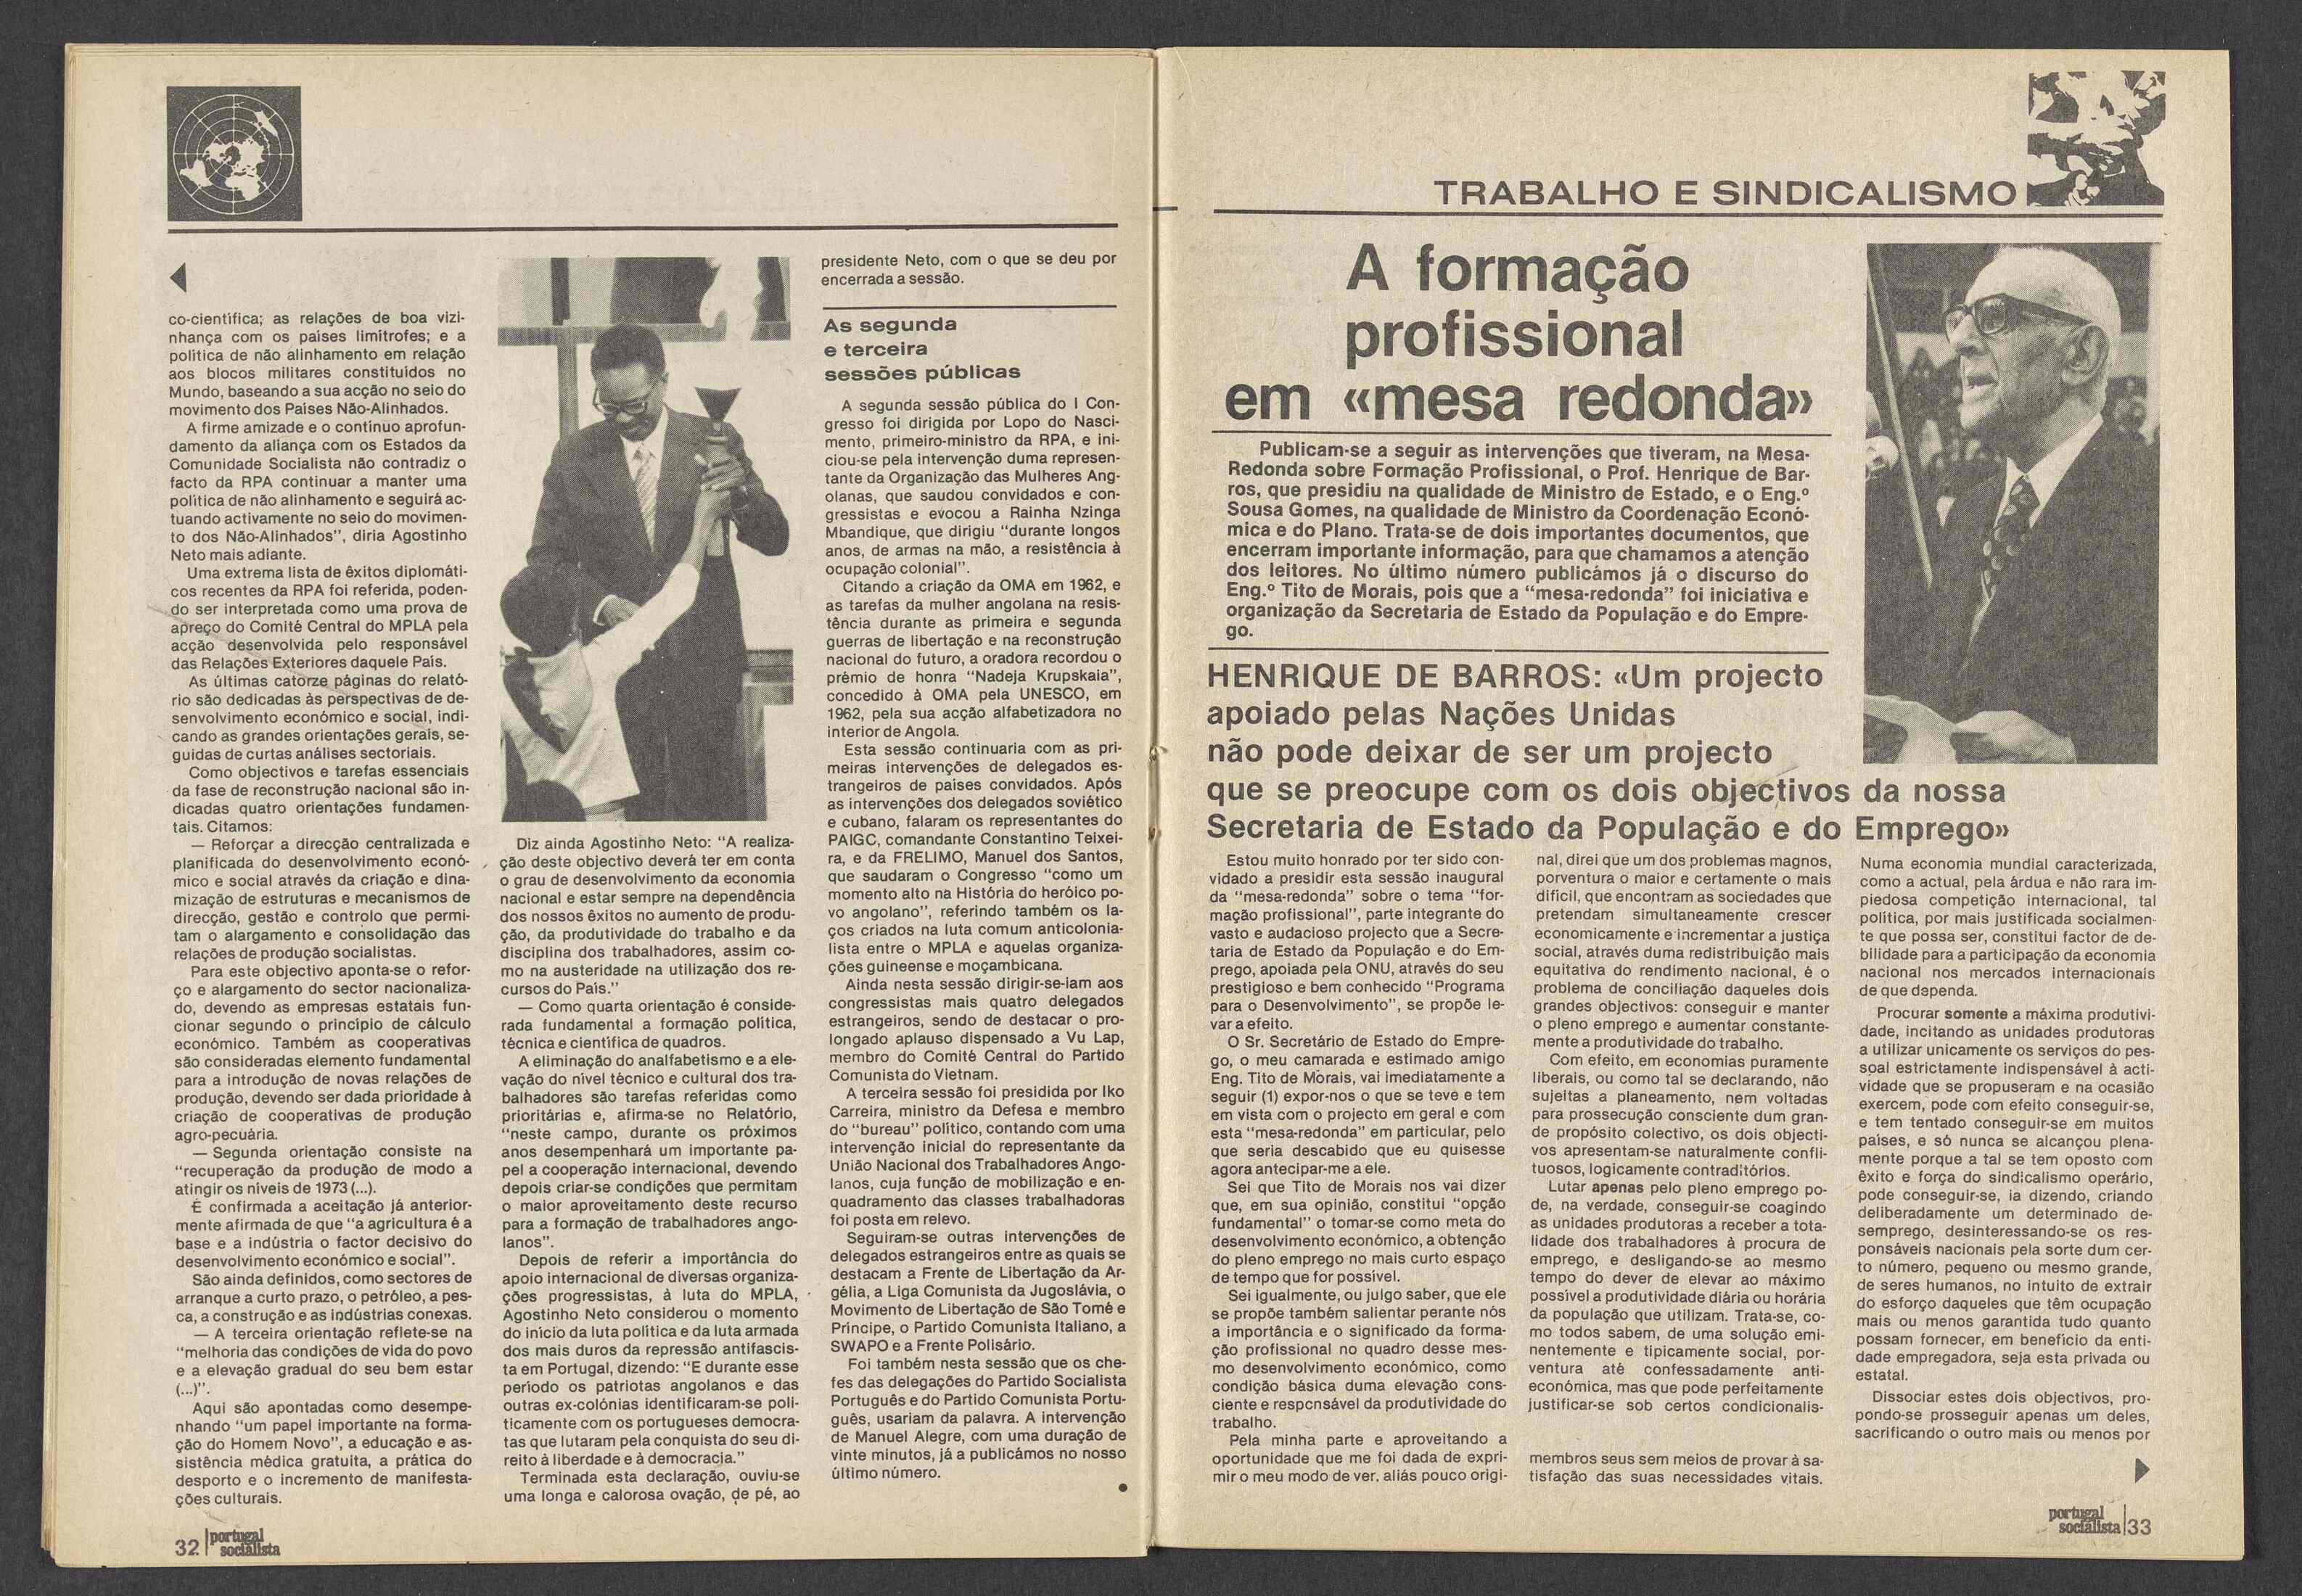 co-científica; as relações de boa vizi-
nhança com os países limítrofes; e a
política de não alinhamento em relação
aos blocos militares constituídos no
Mundo, baseando a sua acção no seio do
movimento dos Países Não-Alinhados.
A firme amizade e o contínuo aprofun-
damento da aliança com os Estados da
Comunidade Socialista não contradiz o
facto da RPA continuar a manter uma
política de não alinhamento e seguirá ac-
tuando activamente no seio do movimen-
to dos Não-Alinhados", diria Agostinho
Neto mais adiante.
Uma extrema lista de êxitos diplomáti-
cos recentes da RPA foi referida, poden-
do ser interpretada como uma prova de
apreço do Comité Central do MPLA pela
acção desenvolvida pelo responsável
das Relações Exteriores daquele País.
As últimas catorze páginas do relató-
rio são dedicadas às perspectivas de de-
senvolvimento económico e social, indi-
cando as grandes orientações gerais, se-
guidas de curtas análises sectoriais.
Como objectivos e tarefas essenciais
da fase de reconstrução nacional são in-
dicadas quatro orientações fundamen-
tais. Citamos:
— Reforçar a direcção centralizada e
planificada do desenvolvimento econó-
mico e social através da criação e dina-
mização de estruturas e mecanismos de
direcção, gestão e controlo que permi-
tam o alargamento e consolidação das
relações de produção socialistas.
Para este objectivo aponta-se o refor-
ço e alargamento do sector nacionaliza-
do, devendo as empresas estatais fun-
cionar segundo o princípio de cálculo
económico. Também as cooperativas
são consideradas elemento fundamental
para a introdução de novas relações de
produção, devendo ser dada prioridade à
criação de cooperativas de produção
agro-pecuária.
— Segunda orientação consiste na
"recuperação da produção de modo a
atingir os níveis de 1973 (...).
É confirmada a aceitação já anterior-
mente afirmada de que "a agricultura é a
base e a indústria o factor decisivo do
desenvolvimento económico e social".
São ainda definidos, como sectores de
arranque a curto prazo, o petróleo, a pes-
ca, a construção e as indústrias conexas.
— A terceira orientação reflete-se na
"melhoria das condições de vida do povo
e a elevação gradual do seu bem estar
(...)".
Aqui são apontadas como desempe-
nhando "um papel importante na forma-
ção do Homem Novo", a educação e as-
sistência médica gratuita, a prática do
desporto e o incremento de manifesta-
ções culturais.
Diz ainda Agostinho Neto: "A realiza-
ção deste objectivo deverá ter em conta
o grau de desenvolvimento da economia
nacional e estar sempre na dependência
dos nossos êxitos no aumento de produ-
ção, da produtividade do trabalho e da
disciplina dos trabalhadores, assim co-
mo na austeridade na utilização dos re-
cursos do País."
— Como quarta orientação é conside-
rada fundamental a formação política,
técnica e científica de quadros.
A eliminação do analfabetismo e a ele-
vação do nível técnico e cultural dos tra-
balhadores são tarefas referidas como
prioritárias e, afirma-se no Relatório,
"neste campo, durante os próximos
anos desempenhará um importante pa-
pel a cooperação internacional, devendo
depois criar-se condições que permitam
o maior aproveitamento deste recurso
para a formação de trabalhadores ango-
lanos".
Depois de referir a importância do
apoio internacional de diversas organiza-
ções progressistas, à luta do MPLA,
Agostinho Neto considerou o momento
do início da luta política e da luta armada
dos mais duros da repressão antifascis-
ta em Portugal, dizendo: "E durante esse
período os patriotas angolanos e das
outras ex-colónias identificaram-se poli-
ticamente com os portugueses democra-
tas que lutaram pela conquista do seu di-
reito à liberdade e à democracia."
Terminada esta declaração, ouviu-se
uma longa e calorosa ovação, de pé, ao
presidente Neto, com o que se deu por
encerrada a sessão.
As segunda
e terceira
sessões públicas
A segunda sessão pública do I Con-
gresso foi dirigida por Lopo do Nasci-
mento, primeiro-ministro da RPA, e ini-
ciou-se pela intervenção duma represen-
tante da Organização das Mulheres Ang-
olanas, que saudou convidados e con-
gressistas e evocou a Rainha Nzinga
Mbandique, que dirigiu "durante longos
anos, de armas na mão, a resistência à
ocupação colonial".
Citando a criação da OMA em 1962, e
as tarefas da mulher angolana na resis-
tência durante as primeira e segunda
guerras de libertação e na reconstrução
nacional do futuro, a oradora recordou o
prémio de honra "Nadeja Krupskaia",
concedido à OMA pela UNESCO, em
1962, pela sua acção alfabetizadora no
interior de Angola.
Esta sessão continuaria com as pri-
meiras intervenções de delegados es-
trangeiros de países convidados. Após
as intervenções dos delegados soviético
e cubano, falaram os representantes do
PAIGC, comandante Constantino Teixei-
ra, e da FRELIMO, Manuel dos Santos,
que saudaram o Congresso "como um
momento alto na História do heróico po-
vo angolano", referindo também os la-
ços criados na luta comum anticolonia-
lista entre o MPLA e aquelas organiza-
ções guineense e moçambicana.
Ainda nesta sessão dirigir-se-iam aos
congressistas mais quatro delegados
estrangeiros, sendo de destacar o pro-
longado aplauso dispensado a Vu Lap,
membro do Comité Central do Partido
Comunista do Vietnam.
A terceira sessão foi presidida por Iko
Carreira, ministro da Defesa e membro
do "bureau" político, contando com uma
intervenção inicial do representante da
União Nacional dos Trabalhadores Ango-
lanos, cuja função de mobilização e en-
quadramento das classes trabalhadoras
foi posta em relevo.
Seguiram-se outras intervenções de
delegados estrangeiros entre as quais se
destacam a Frente de Libertação da Ar-
gélia, a Liga Comunista da Jugoslávia, o
Movimento de Libertação de São Tomé e
Príncipe, o Partido Comunista Italiano, a
SWAPO e a Frente Polisário.
Foi também nesta sessão que os che-
fes das delegações do Partido Socialista
Português e do Partido Comunista Portu-
guês, usariam da palavra. A intervenção
de Manuel Alegre, com uma duração de
vinte minutos, já a publicámos no nosso
último número.
32 portugal
socialista
TRABALHO E SINDICALISMO
A formação
profissional
em «mesa redonda»
Publicam-se a seguir as intervenções que tiveram, na Mesa-
Redonda sobre Formação Profissional, o Prof. Henrique de Bar-
ros, que presidiu na qualidade de Ministro de Estado, e o Eng.º
Sousa Gomes, na qualidade de Ministro da Coordenação Econó-
mica e do Plano. Trata-se de dois importantes documentos, que
encerram importante informação, para que chamamos a atenção
dos leitores. No último número publicámos já o discurso do
Eng.º Tito de Morais, pois que a "mesa-redonda" foi iniciativa e
organização da Secretaria de Estado da População e do Empre-
go.
HENRIQUE DE BARROS: «Um projecto
apoiado pelas Nações Unidas
não pode deixar de ser um projecto
que se preocupe com os dois objectivos da nossa
Secretaria de Estado da População e do Emprego»
Estou muito honrado por ter sido con-
vidado a presidir esta sessão inaugural
da "mesa-redonda" sobre o tema "for-
mação profissional", parte integrante do
vasto e audacioso projecto que a Secre-
taria de Estado da População e do Em-
prego, apoiada pela ONU, através do seu
prestigioso e bem conhecido "Programa
para o Desenvolvimento", se propõe le-
var a efeito.
O Sr. Secretário de Estado do Empre-
go, o meu camarada e estimado amigo
Eng. Tito de Morais, vai imediatamente a
seguir (1) expor-nos o que se teve e tem
em vista com o projecto em geral e com
esta "mesa-redonda" em particular, pelo
que seria descabido que eu quisesse
agora antecipar-me a ele.
Sei que Tito de Morais nos vai dizer
que, em sua opinião, constitui "opção
fundamental" o tomar-se como meta do
desenvolvimento económico, a obtenção
do pleno emprego no mais curto espaço
de tempo que for possível.
Sei igualmente, ou julgo saber, que ele
se propõe também salientar perante nós
a importância e o significado da forma-
ção profissional no quadro desse mes-
mo desenvolvimento económico, como
condição básica duma elevação cons-
ciente e responsável da produtividade do
trabalho.
Pela minha parte e aproveitando a
oportunidade que me foi dada de expri-
mir o meu modo de ver, aliás pouco origi-
nal, direi que um dos problemas magnos,
porventura o maior e certamente o mais
difícil, que encontram as sociedades que
pretendam simultaneamente crescer
economicamente e incrementar a justiça
social, através duma redistribuição mais
equitativa do rendimento nacional, é o
problema de conciliação daqueles dois
grandes objectivos: conseguir e manter
o pleno emprego e aumentar constante-
mente a produtividade do trabalho.
Com efeito, em economias puramente
liberais, ou como tal se declarando, não
sujeitas a planeamento, nem voltadas
para prossecução consciente dum gran-
de propósito colectivo, os dois objecti-
vos apresentam-se naturalmente confli-
tuosos, logicamente contraditórios.
Lutar apenas pelo pleno emprego po-
de, na verdade, conseguir-se coagindo
as unidades produtoras a receber a tota-
lidade dos trabalhadores à procura de
emprego, e desligando-se ao mesmo
tempo do dever de elevar ao máximo
possível a produtividade diária ou horária
da população que utilizam. Trata-se, co-
mo todos sabem, de uma solução emi-
nentemente e tipicamente social, por-
ventura até confessadamente anti-
económica, mas que pode perfeitamente
justificar-se sob certos condicionalis-
membros seus sem meios de provar à sa-
tisfação das suas necessidades vitais.
Numa economia mundial caracterizada,
como a actual, pela árdua e não rara im-
piedosa competição internacional, tal
política, por mais justificada socialmen-
te que possa ser, constitui factor de de-
bilidade para a participação da economia
nacional nos mercados internacionais
de que dependa.
Procurar somente a máxima produtivi-
dade, incitando as unidades produtoras
a utilizar unicamente os serviços do pes-
soal estrictamente indispensável à acti-
vidade que se propuseram e na ocasião
exercem, pode com efeito conseguir-se,
e tem tentado conseguir-se em muitos
países, e só nunca se alcançou plena-
mente porque a tal se tem oposto com
êxito e força do sindicalismo operário,
pode conseguir-se, ia dizendo, criando
deliberadamente um determinado de-
semprego, desinteressando-se os res-
ponsáveis nacionais pela sorte dum cer-
to número, pequeno ou mesmo grande,
de seres humanos, no intuito de extrair
do esforço daqueles que têm ocupação
mais ou menos garantida tudo quanto
possam fornecer, em benefício da enti-
dade empregadora, seja esta privada ou
estatal.
Dissociar estes dois objectivos, pro-
pondo-se prosseguir apenas um deles,
sacrificando o outro mais ou menos por
portugal
socialista 33